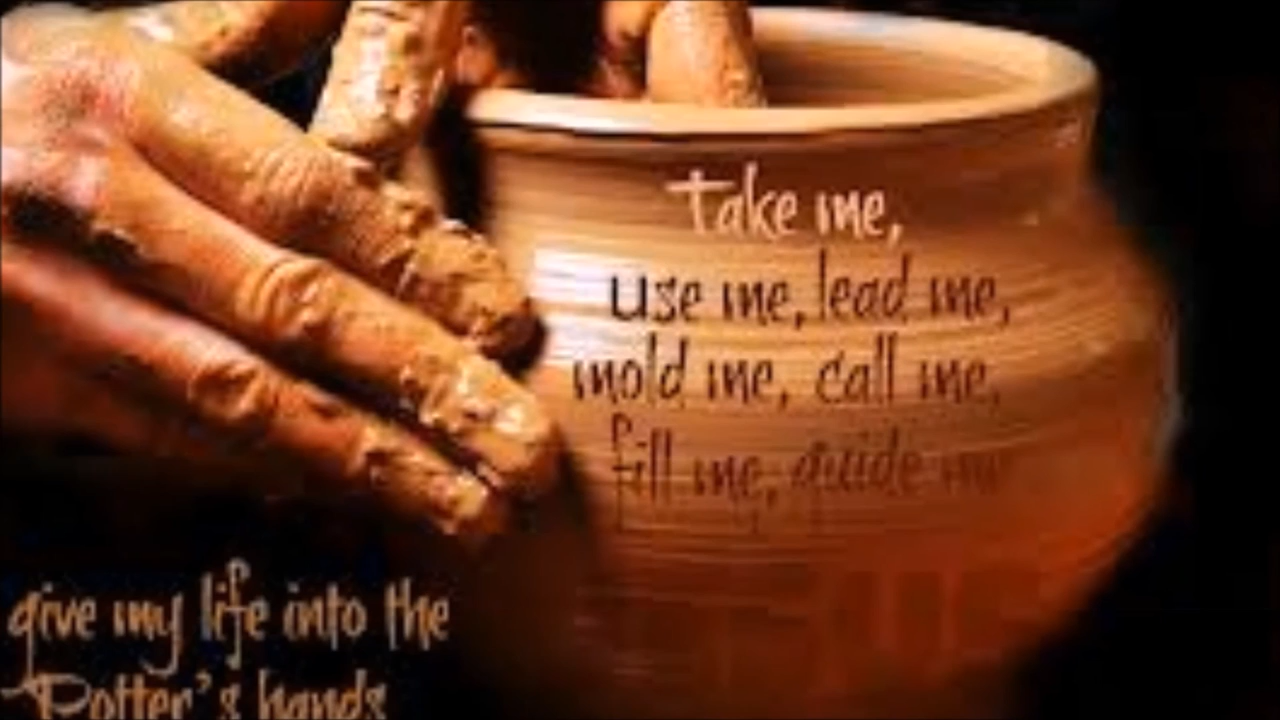 Take me,
use me, lead me,
mold me, call me,
fill me, guide me
give my life into the
Potter's hands